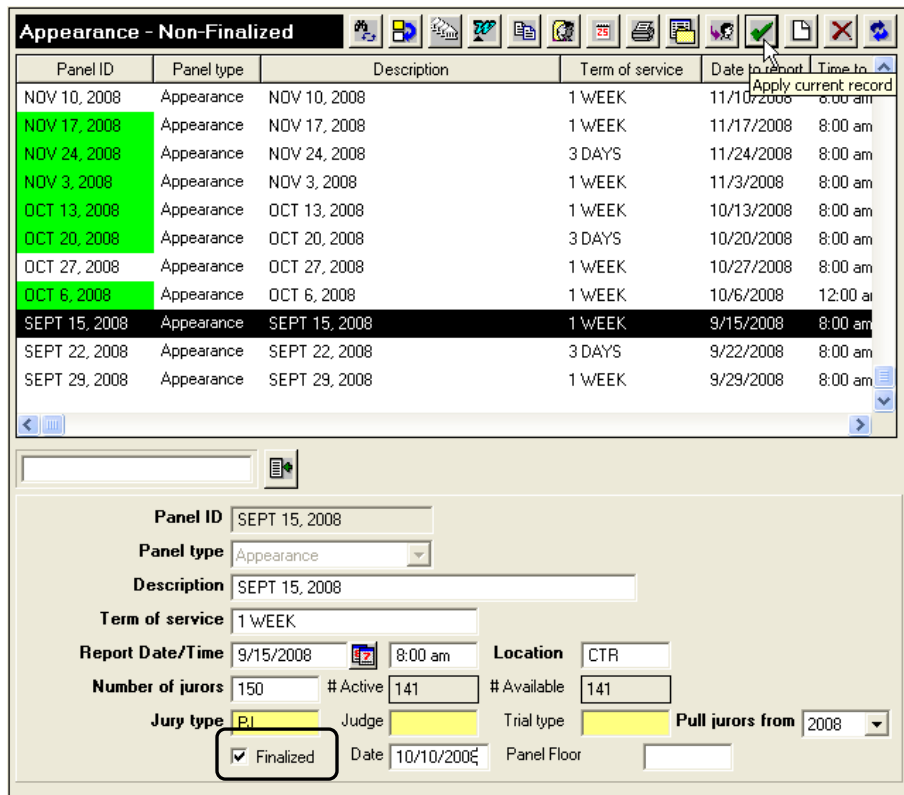 Appearance - Non-Finalized 25
Panel ID Panel type Description Term of service Date to report Time to
Apply current record
NOV 10, 2008 Appearance NOV 10, 2008 1 WEEK 11/10/2008 8:00 am
NOV 17, 2008 Appearance NOV 17, 2008 1 WEEK 11/17/2008 8:00 am
NOV 24, 2008 Appearance NOV 24, 2008 3 DAYS 11/24/2008 8:00 am
NOV 3, 2008 Appearance NOV 3, 2008 1 WEEK 11/3/2008 8:00 am
OCT 13, 2008 Appearance OCT 13, 2008 1 WEEK 10/13/2008 8:00 am
OCT 20, 2008 Appearance OCT 20, 2008 3 DAYS 10/20/2008 8:00 am
OCT 27, 2008 Appearance OCT 27, 2008 1 WEEK 10/27/2008 8:00 am
OCT 6, 2008 Appearance OCT 6, 2008 1 WEEK 10/6/2008 12:00 a
SEPT 15, 2008 Appearance SEPT 15, 2008 1 WEEK 9/15/2008 8:00 am
SEPT 22, 2008 Appearance SEPT 22, 2008 3 DAYS 9/22/2008 8:00 am
SEPT 29, 2008 Appearance SEPT 29, 2008 1 WEEK 9/29/2008 8:00 am
Panel ID SEPT 15, 2008
Panel type Appearance
Description SEPT 15, 2008
Term of service 1 WEEK
Report Date/Time 9/15/2008 8:00 am Location CTR
Number of jurors 150 # Active 141 # Available 141
Jury type PJ Judge Trial type Pull jurors from 2008
Finalized Date 10/10/2008 Panel Floor